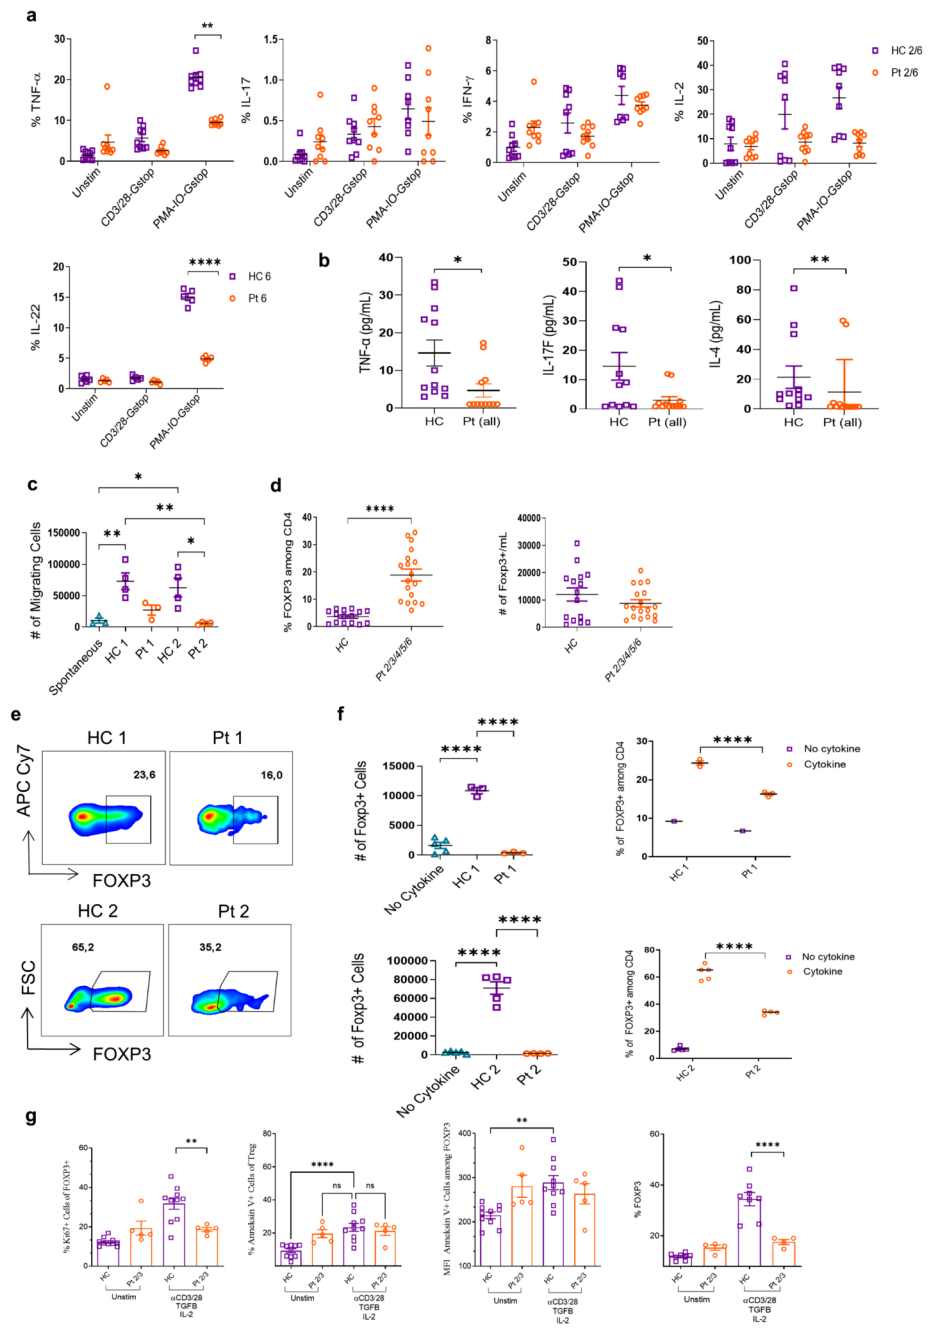 a
% TNF-α
30
20
10
0
Unstim
CD3/28-Gstop
PMA-IO-Gstop
**
% IL-17
1.5
1.0
0.5
0.0
Unstim
CD3/28-Gstop
PMA-IO-Gstop
% IFN-γ
8
6
4
2
0
Unstim
CD3/28-Gstop
PMA-IO-Gstop
% IL-2
50
40
30
20
10
0
Unstim
CD3/28-Gstop
PMA-IO-Gstop
HC 2/6
Pt 2/6
% IL-22
20
15
10
5
0
Unstim
CD3/28-Gstop
PMA-IO-Gstop
****
HC 6
Pt 6
b
TNF-α (pg/mL)
40
30
20
10
0
HC
Pt (all)
*
IL-17F (pg/mL)
50
40
30
20
10
0
HC
Pt (all)
*
IL-4 (pg/mL)
100
80
60
40
20
0
HC
Pt (all)
**
c
# of Migrating Cells
150000
100000
50000
0
Spontaneous
HC 1
Pt 1
HC 2
Pt 2
*
**
**
*
d
% FOXP3 among CD4
40
30
20
10
0
HC
Pt 2/3/4/5/6
****
# of Foxp3+/mL
40000
30000
20000
10000
0
HC
Pt 2/3/4/5/6
e
HC 1
Pt 1
23,6
16,0
APC Cy7
FOXP3
HC 2
Pt 2
65,2
35,2
FSC
FOXP3
f
# of Foxp3+ Cells
15000
10000
5000
0
No Cytokine
HC 1
Pt 1
****
****
% of FOXP3+ among CD4
30
20
10
0
HC 1
Pt 1
****
No cytokine
Cytokine
# of Foxp3+ Cells
100000
80000
60000
40000
20000
0
No Cytokine
HC 2
Pt 2
****
****
% of FOXP3+ among CD4
80
60
40
20
0
HC 2
Pt 2
****
No cytokine
Cytokine
g
% Ki67+ Cells of FOXP3+
60
40
20
0
HC
Pt 2/3
HC
Pt 2/3
Unstim
αCD3/28
TGFB
IL-2
**
% Anneksin V+ Cells of Treg
80
60
40
20
0
HC
Pt 2/3
HC
Pt 2/3
Unstim
αCD3/28
TGFB
IL-2
****
ns
ns
MFI Anneksin V+ Cells among FOXP3
400
300
200
100
HC
Pt 2/3
HC
Pt 2/3
Unstim
αCD3/28
TGFB
IL-2
**
% FOXP3
60
40
20
HC
Pt 2/3
HC
Pt 2/3
Unstim
αCD3/28
TGFB
IL-2
****